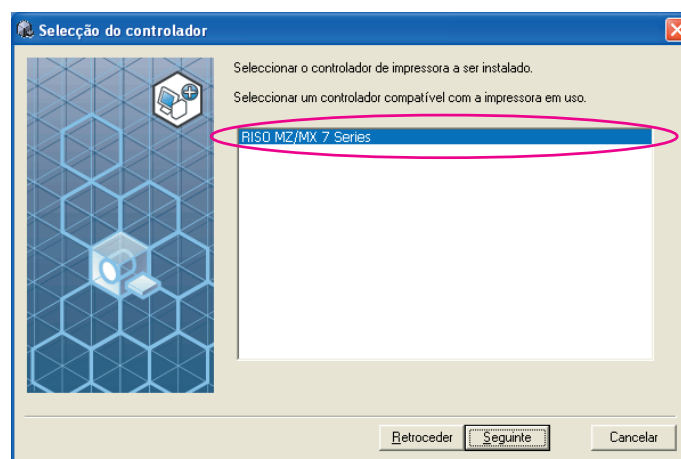 Selecção do controlador
Seleccionar o controlador de impressora a ser instalado.
Seleccionar um controlador compatível com a impressora em uso.
RISO MZ/MX 7 Series
Retroceder
Seguinte
Cancelar